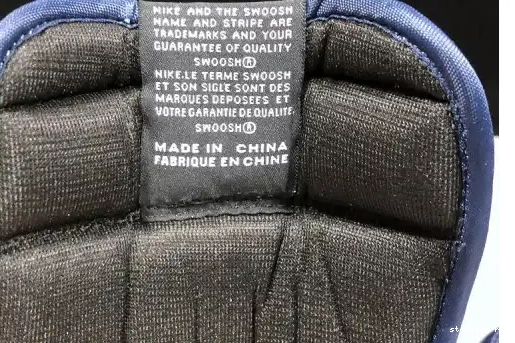 NIKE AND THE SWOOSH
NAME AND STRIPE ARE
TRADEMARKS AND YOUR
GUARANTEE OF QUALITY
SWOOSH®
NIKE.LE TERME SWOOSH
ET SON SIGLE SONT DES
MARQUES DEPOSEES ET
VOTRE GARANTIE DE QUALITE.
SWOOSH®
MADE IN CHINA
FABRIQUE EN CHINE